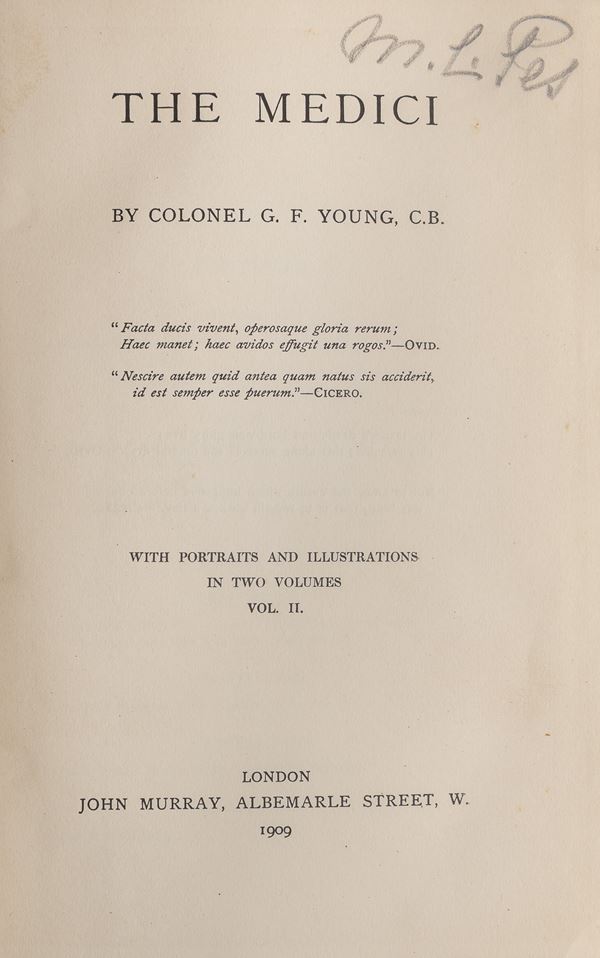 M. L.
THE MEDICI
BY COLONEL G. F. YOUNG, C.B.
“Facta ducis vivent, operosaque gloria rerum;
Haec manet; haec avidos effugit una rogos.”—OVID.
“Nescire autem quid antea quam natus sis acciderit,
id est semper esse puerum.”—CICERO.
WITH PORTRAITS AND ILLUSTRATIONS
IN TWO VOLUMES
VOL. II.
LONDON
JOHN MURRAY, ALBEMARLE STREET, W.
1909